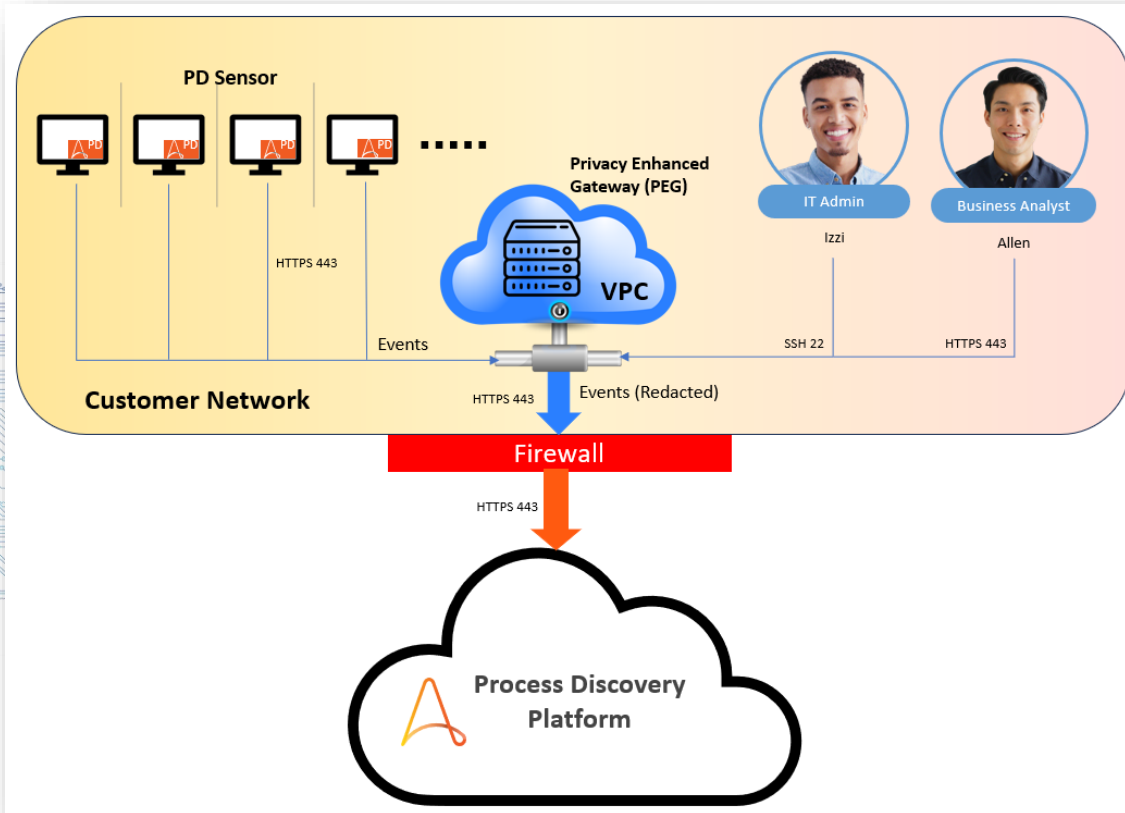 PD Sensor
PD
PD
PD
PD
Privacy Enhanced
Gateway (PEG)
VPC
IT Admin
Business Analyst
Izzi
Allen
HTTPS 443
Events
SSH 22
HTTPS 443
Customer Network
HTTPS 443
Events (Redacted)
Firewall
HTTPS 443
Process Discovery
Platform